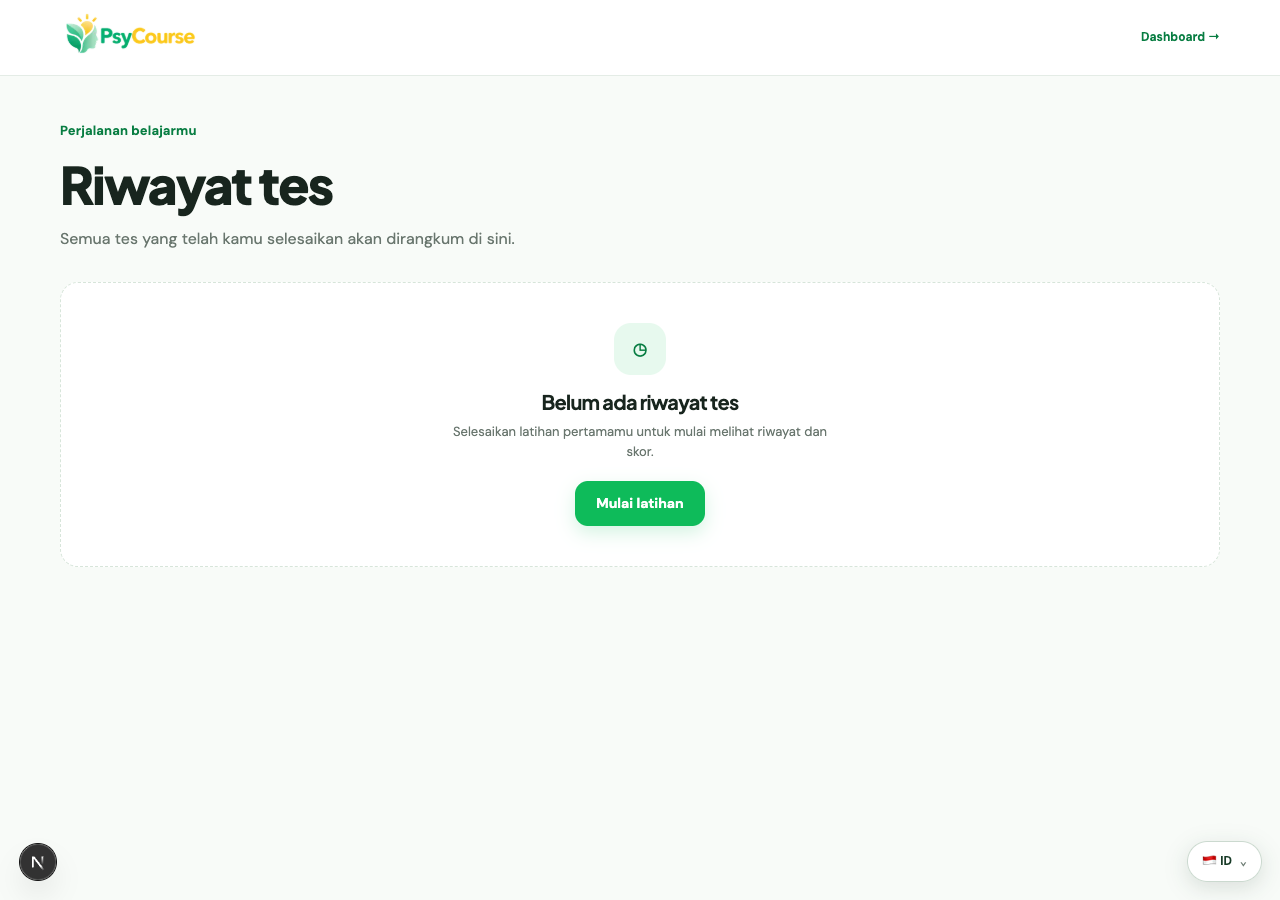 PsyCourse
Dashboard →
Perjalanan belajarmu
Riwayat tes
Semua tes yang telah kamu selesaikan akan dirangkum di sini.
Belum ada riwayat tes
Selesaikan latihan pertamamu untuk mulai melihat riwayat dan
skor.
Mulai latihan
N
🇮🇩 ID